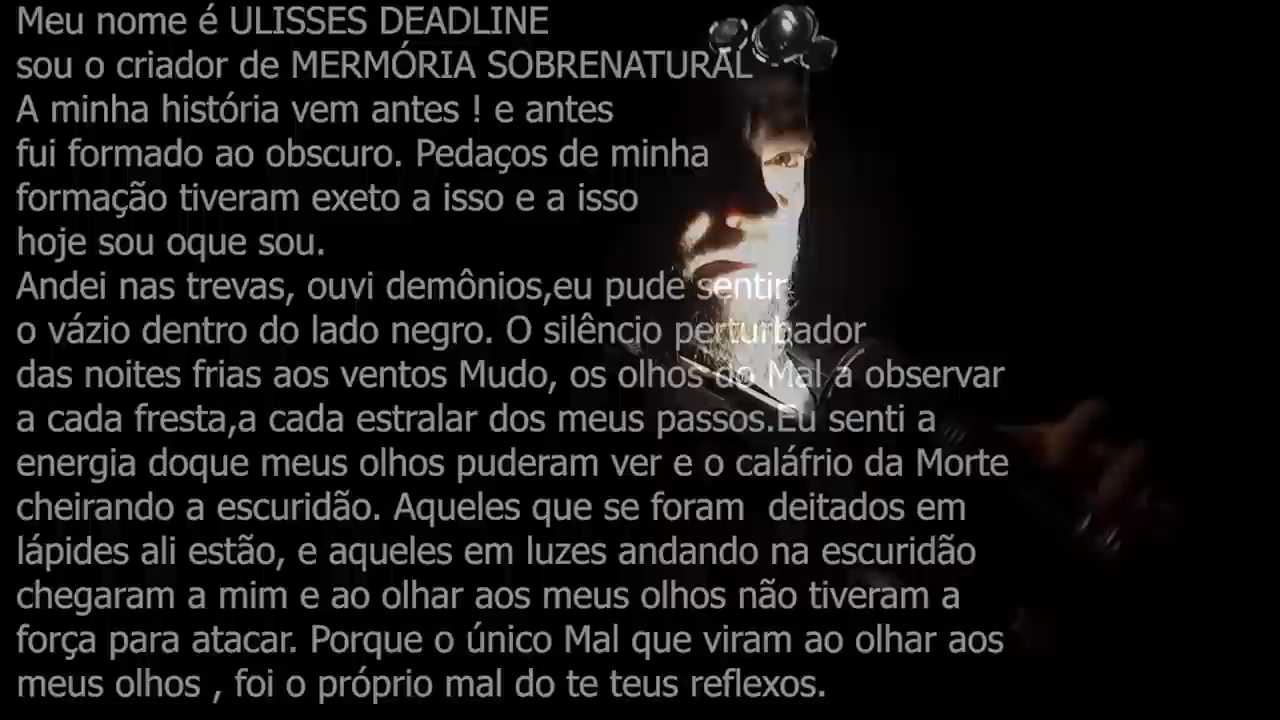 Meu nome é ULISSES DEADLINE
sou o criador de MERMÓRIA SOBRENATURAL
A minha história vem antes ! e antes
fui formado ao obscuro. Pedaços de minha
formação tiveram exeto a isso e a isso
hoje sou oque sou.
Andei nas trevas, ouvi demônios,eu pude sentir
o vázio dentro do lado negro. O silêncio perturbador
das noites frias aos ventos Mudo, os olhos do Mal á observar
a cada fresta,a cada estralar dos meus passos.Eu senti a
energia doque meus olhos puderam ver e o caláfrio da Morte
cheirando a escuridão. Aqueles que se foram  deitados em
lápides ali estão, e aqueles em luzes andando na escuridão
chegaram a mim e ao olhar aos meus olhos não tiveram a
força para atacar. Porque o único Mal que viram ao olhar aos
meus olhos , foi o próprio mal do te teus reflexos.